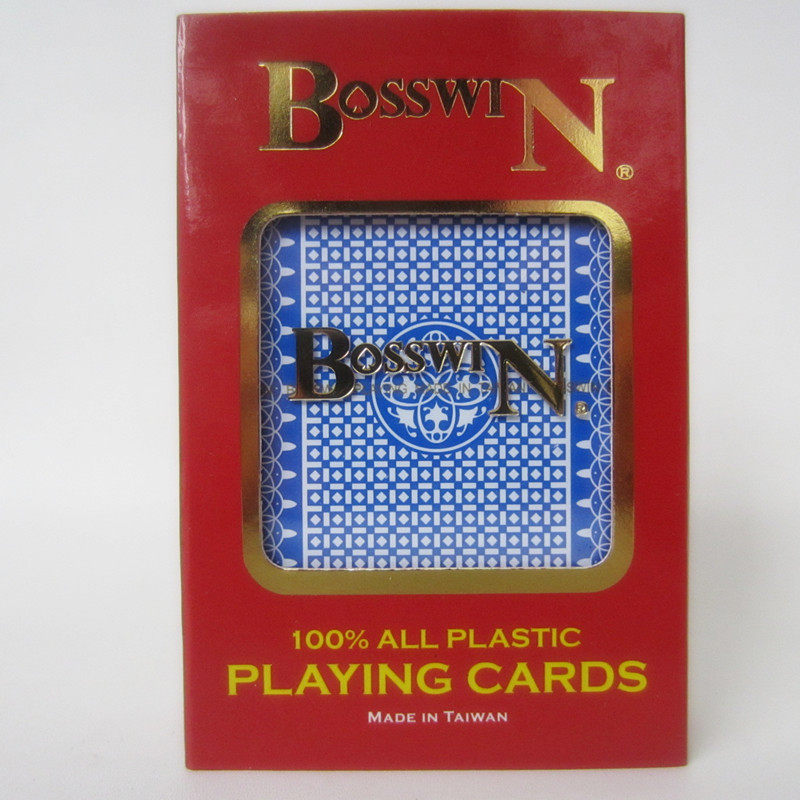 BOSSWIN®
BOSSWIN®
100% ALL PLASTIC
PLAYING CARDS
MADE IN TAIWAN